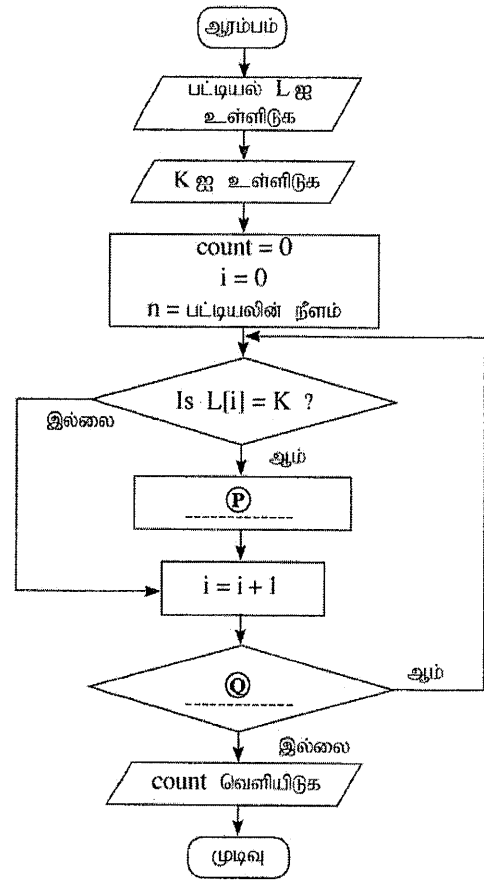 ஆரம்பம்
பட்டியல் L ஐ
உள்ளிடுக
K ஐ உள்ளிடுக
count = 0
i = 0
n = பட்டியலின் நீளம்
Is L[i] = K ?
இல்லை
ஆம்
P
i = i + 1
Q
ஆம்
இல்லை
count வெளியிடுக
முடிவு